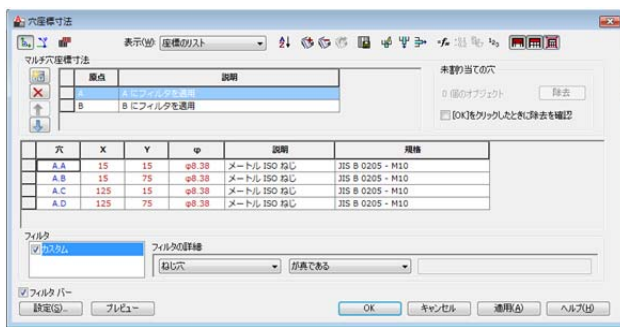 穴座標寸法
表示(W): 座標のリスト
マルチ穴座標寸法
原点 説明
A A にフィルタを適用
B B にフィルタを適用
未割り当ての穴
0 個のオブジェクト 除去
[OK]をクリックしたときに除去を確認
穴 X Y φ 説明 規格
A.A 15 15 φ8.38 メートル ISO ねじ JIS B 0205 - M10
A.B 15 75 φ8.38 メートル ISO ねじ JIS B 0205 - M10
A.C 125 15 φ8.38 メートル ISO ねじ JIS B 0205 - M10
A.D 125 75 φ8.38 メートル ISO ねじ JIS B 0205 - M10
フィルタ
カスタム
フィルタの詳細
ねじ穴 が真である
フィルタ バー
設定(S)... プレビュー OK キャンセル 適用(A) ヘルプ(H)